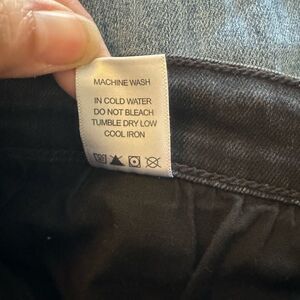 MACHINE WASH
IN COLD WATER
DO NOT BLEACH
TUMBLE DRY LOW
COOL IRON